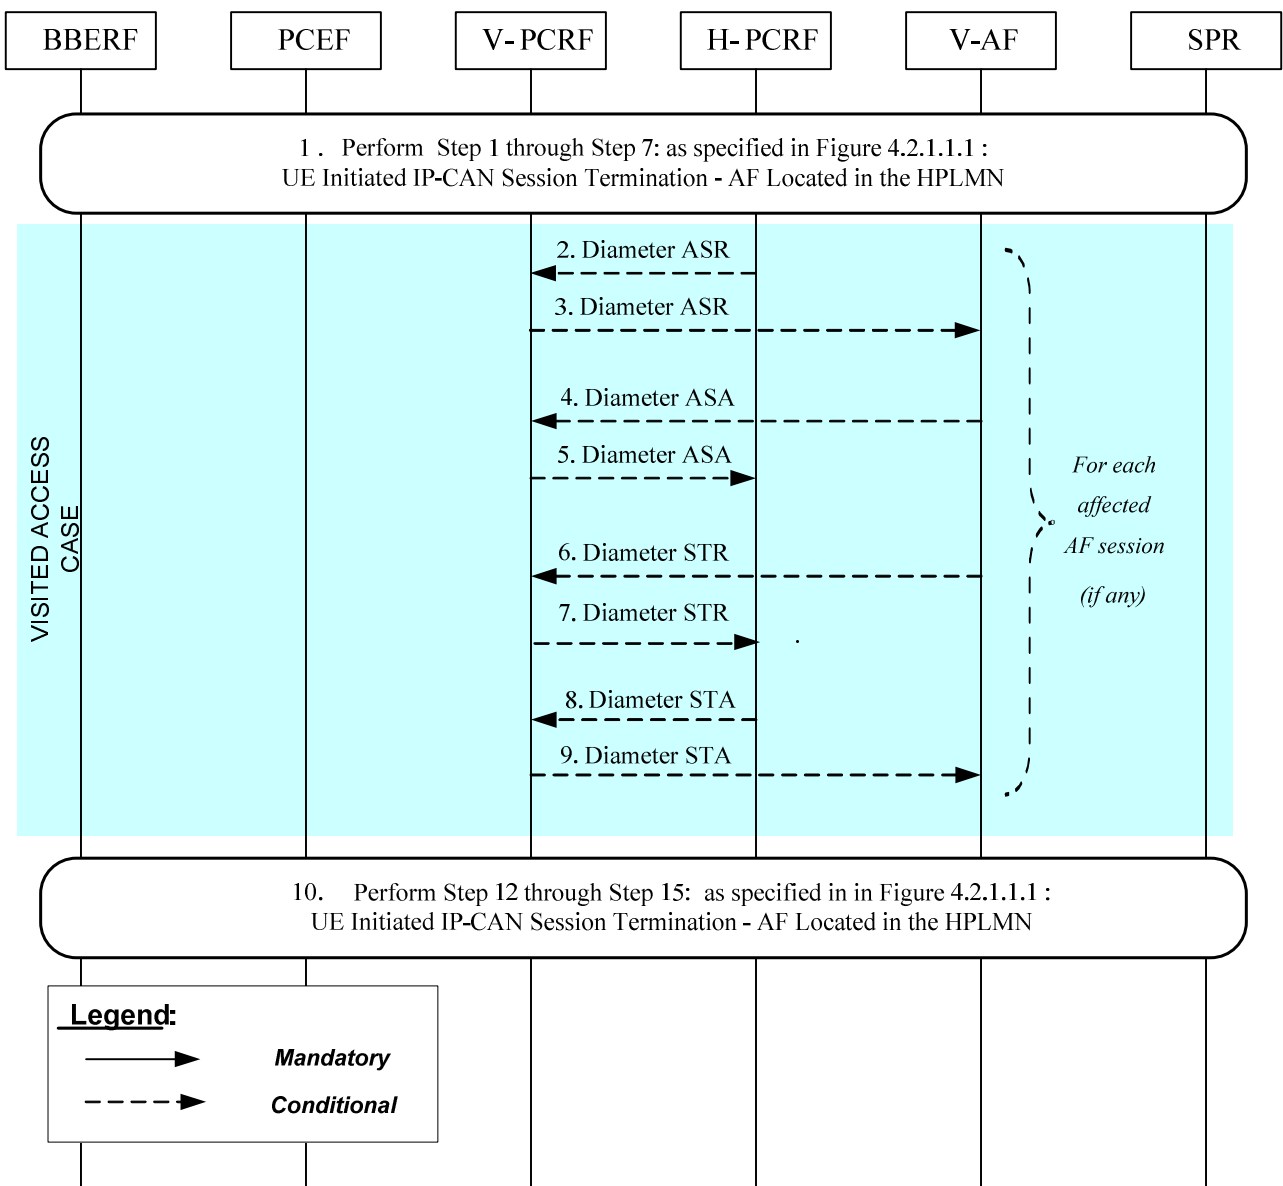 BBERF PCEF V-PCRF H-PCRF V-AF SPR
1. Perform Step 1 through Step 7: as specified in Figure 4.2.1.1.1:
UE Initiated IP-CAN Session Termination - AF Located in the HPLMN
2. Diameter ASR
3. Diameter ASR
4. Diameter ASA
5. Diameter ASA
6. Diameter STR
7. Diameter STR
8. Diameter STA
9. Diameter STA
VISITED ACCESS
CASE
For each
affected
AF session
(if any)
10. Perform Step 12 through Step 15: as specified in in Figure 4.2.1.1.1:
UE Initiated IP-CAN Session Termination - AF Located in the HPLMN
Legend:
Mandatory
Conditional